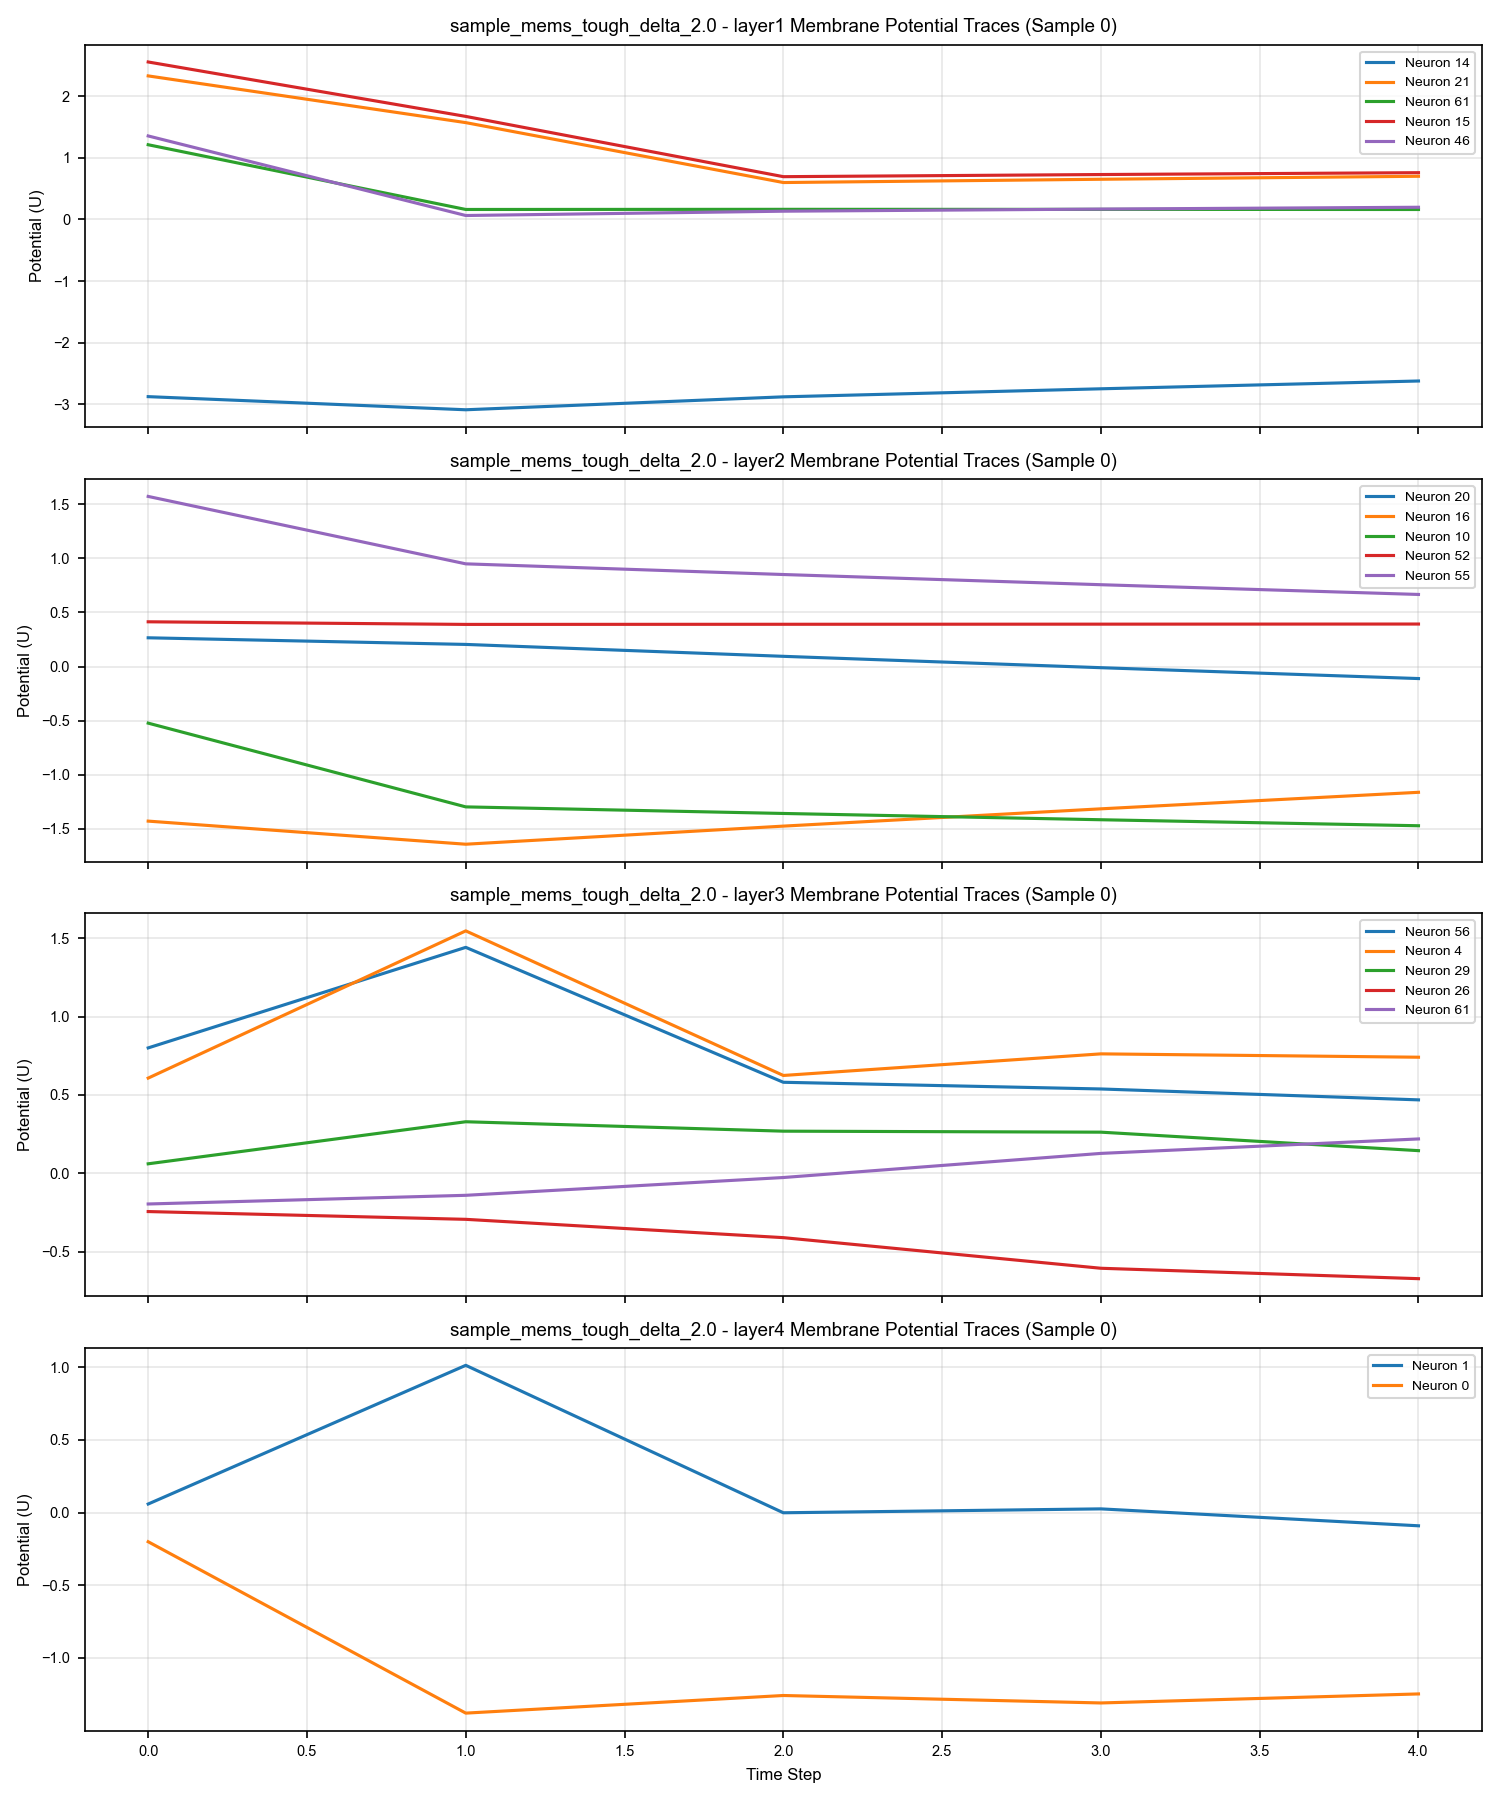 sample_mems_tough_delta_2.0 - layer1 Membrane Potential Traces (Sample 0)
Potential (U)
2
1
0
−1
−2
−3
Neuron 14
Neuron 21
Neuron 61
Neuron 15
Neuron 46
sample_mems_tough_delta_2.0 - layer2 Membrane Potential Traces (Sample 0)
Potential (U)
1.5
1.0
0.5
0.0
−0.5
−1.0
−1.5
Neuron 20
Neuron 16
Neuron 10
Neuron 52
Neuron 55
sample_mems_tough_delta_2.0 - layer3 Membrane Potential Traces (Sample 0)
Potential (U)
1.5
1.0
0.5
0.0
−0.5
Neuron 56
Neuron 4
Neuron 29
Neuron 26
Neuron 61
sample_mems_tough_delta_2.0 - layer4 Membrane Potential Traces (Sample 0)
Potential (U)
1.0
0.5
0.0
−0.5
−1.0
Neuron 1
Neuron 0
0.0 0.5 1.0 1.5 2.0 2.5 3.0 3.5 4.0
Time Step